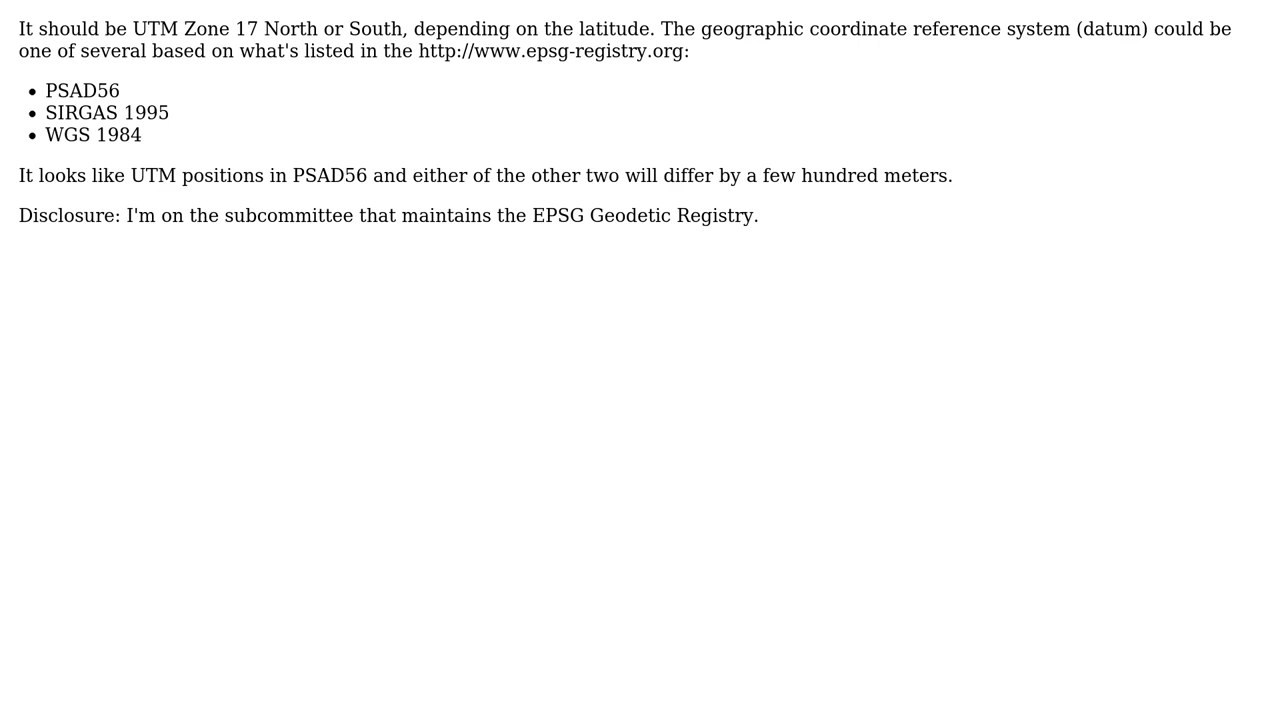 It should be UTM Zone 17 North or South, depending on the latitude. The geographic coordinate reference system (datum) could be
one of several based on what's listed in the http://www.epsg-registry.org:
• PSAD56
• SIRGAS 1995
• WGS 1984
It looks like UTM positions in PSAD56 and either of the other two will differ by a few hundred meters.
Disclosure: I'm on the subcommittee that maintains the EPSG Geodetic Registry.